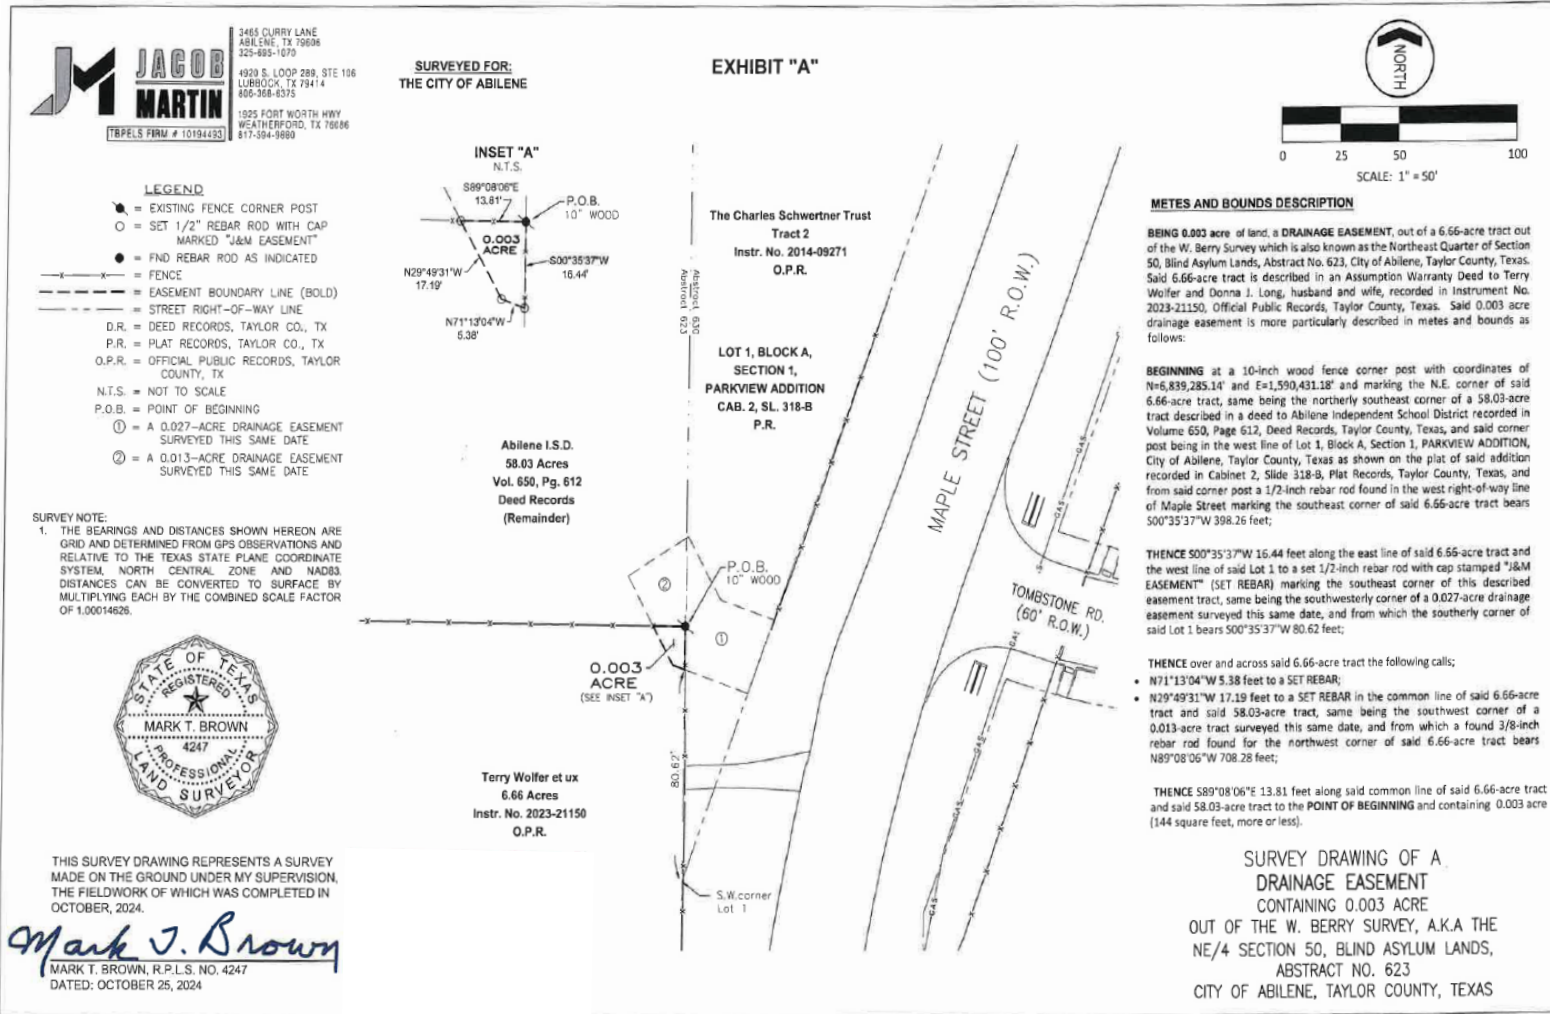 JM JACOB
MARTIN
TBPELS FIRM # 10194493
3465 CURRY LANE
ABILENE, TX 79606
325-695-1070
4920 S. LOOP 289, STE 106
LUBBOCK, TX 79414
806-368-6375
1925 FORT WORTH HWY
WEATHERFORD, TX 76086
817-594-9880
SURVEYED FOR:
THE CITY OF ABILENE
EXHIBIT "A"
NORTH
0 25 50 100
SCALE: 1" = 50'
LEGEND
= EXISTING FENCE CORNER POST
= SET 1/2" REBAR ROD WITH CAP
MARKED "J&M EASEMENT"
= FND REBAR ROD AS INDICATED
= FENCE
= EASEMENT BOUNDARY LINE (BOLD)
= STREET RIGHT-OF-WAY LINE
D.R. = DEED RECORDS, TAYLOR CO., TX
P.R. = PLAT RECORDS, TAYLOR CO., TX
O.P.R. = OFFICIAL PUBLIC RECORDS, TAYLOR
COUNTY, TX
N.T.S. = NOT TO SCALE
P.O.B. = POINT OF BEGINNING
① = A 0.027-ACRE DRAINAGE EASEMENT
SURVEYED THIS SAME DATE
② = A 0.013-ACRE DRAINAGE EASEMENT
SURVEYED THIS SAME DATE
SURVEY NOTE:
1. THE BEARINGS AND DISTANCES SHOWN HEREON ARE
GRID AND DETERMINED FROM GPS OBSERVATIONS AND
RELATIVE TO THE TEXAS STATE PLANE COORDINATE
SYSTEM, NORTH CENTRAL ZONE AND NAD83.
DISTANCES CAN BE CONVERTED TO SURFACE BY
MULTIPLYING EACH BY THE COMBINED SCALE FACTOR
OF 1.00014626.
STATE OF TEXAS
REGISTERED
MARK T. BROWN
4247
PROFESSIONAL
LAND SURVEYOR
THIS SURVEY DRAWING REPRESENTS A SURVEY
MADE ON THE GROUND UNDER MY SUPERVISION,
THE FIELDWORK OF WHICH WAS COMPLETED IN
OCTOBER, 2024.
Mark T. Brown
MARK T. BROWN, R.P.L.S. NO. 4247
DATED: OCTOBER 25, 2024
INSET "A"
N.T.S.
S89°08'06"E
13.81'
P.O.B.
10" WOOD
0.003
ACRE
N29°49'31"W
17.19'
S00°35'37"W
16.44'
N71°13'04"W
5.38'
Abstract 630
Abstract 623
The Charles Schwertner Trust
Tract 2
Instr. No. 2014-09271
O.P.R.
LOT 1, BLOCK A,
SECTION 1,
PARKVIEW ADDITION
CAB. 2, SL. 318-B
P.R.
Abilene I.S.D.
58.03 Acres
Vol. 650, Pg. 612
Deed Records
(Remainder)
MAPLE STREET (100' R.O.W.)
TOMBSTONE RD.
(60' R.O.W.)
GAS
GAS
GAS
GAS
GAS
GAS
②
P.O.B.
10" WOOD
①
0.003
ACRE
(SEE INSET "A")
80.62'
Terry Wolfer et ux
6.66 Acres
Instr. No. 2023-21150
O.P.R.
S.W.corner
Lot 1
METES AND BOUNDS DESCRIPTION
BEING 0.003 acre of land, a DRAINAGE EASEMENT, out of a 6.66-acre tract out
of the W. Berry Survey which is also known as the Northeast Quarter of Section
50, Blind Asylum Lands, Abstract No. 623, City of Abilene, Taylor County, Texas.
Said 6.66-acre tract is described in an Assumption Warranty Deed to Terry
Wolfer and Donna J. Long, husband and wife, recorded in Instrument No.
2023-21150, Official Public Records, Taylor County, Texas. Said 0.003 acre
drainage easement is more particularly described in metes and bounds as
follows:
BEGINNING at a 10-inch wood fence corner post with coordinates of
N=6,839,285.14' and E=1,590,431.18' and marking the N.E. corner of said
6.66-acre tract, same being the northerly southeast corner of a 58.03-acre
tract described in a deed to Abilene Independent School District recorded in
Volume 650, Page 612, Deed Records, Taylor County, Texas, and said corner
post being in the west line of Lot 1, Block A, Section 1, PARKVIEW ADDITION,
City of Abilene, Taylor County, Texas as shown on the plat of said addition
recorded in Cabinet 2, Slide 318-B, Plat Records, Taylor County, Texas, and
from said corner post a 1/2-inch rebar rod found in the west right-of-way line
of Maple Street marking the southeast corner of said 6.66-acre tract bears
S00°35'37"W 398.26 feet;
THENCE S00°35'37"W 16.44 feet along the east line of said 6.66-acre tract and
the west line of said Lot 1 to a set 1/2-inch rebar rod with cap stamped "J&M
EASEMENT" (SET REBAR) marking the southeast corner of this described
easement tract, same being the southwesterly corner of a 0.027-acre drainage
easement surveyed this same date, and from which the southerly corner of
said Lot 1 bears S00°35'37"W 80.62 feet;
THENCE over and across said 6.66-acre tract the following calls;
• N71°13'04"W 5.38 feet to a SET REBAR;
• N29°49'31"W 17.19 feet to a SET REBAR in the common line of said 6.66-acre
tract and said 58.03-acre tract, same being the southwest corner of a
0.013-acre tract surveyed this same date, and from which a found 3/8-inch
rebar rod found for the northwest corner of said 6.66-acre tract bears
N89°08'06"W 708.28 feet;
THENCE S89°08'06"E 13.81 feet along said common line of said 6.66-acre tract
and said 58.03-acre tract to the POINT OF BEGINNING and containing 0.003 acre
(144 square feet, more or less).
SURVEY DRAWING OF A
DRAINAGE EASEMENT
CONTAINING 0.003 ACRE
OUT OF THE W. BERRY SURVEY, A.K.A THE
NE/4 SECTION 50, BLIND ASYLUM LANDS,
ABSTRACT NO. 623
CITY OF ABILENE, TAYLOR COUNTY, TEXAS